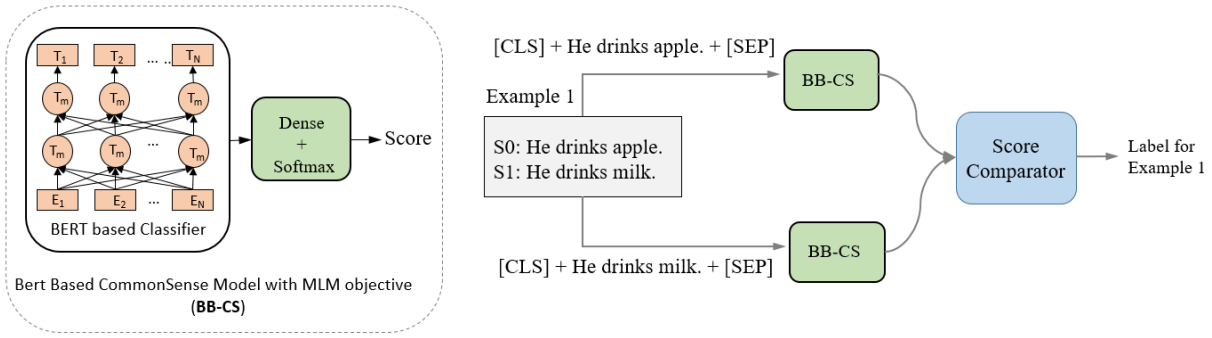 T1 T2 ... .. TN
Tm Tm Tm
Tm Tm ... Tm
E1 E2 ... EN
BERT based Classifier
Dense
+
Softmax
Score
Bert Based CommonSense Model with MLM objective
(BB-CS)
[CLS] + He drinks apple. + [SEP]
Example 1
S0: He drinks apple.
S1: He drinks milk.
[CLS] + He drinks milk. + [SEP]
BB-CS
BB-CS
Score
Comparator
Label for
Example 1